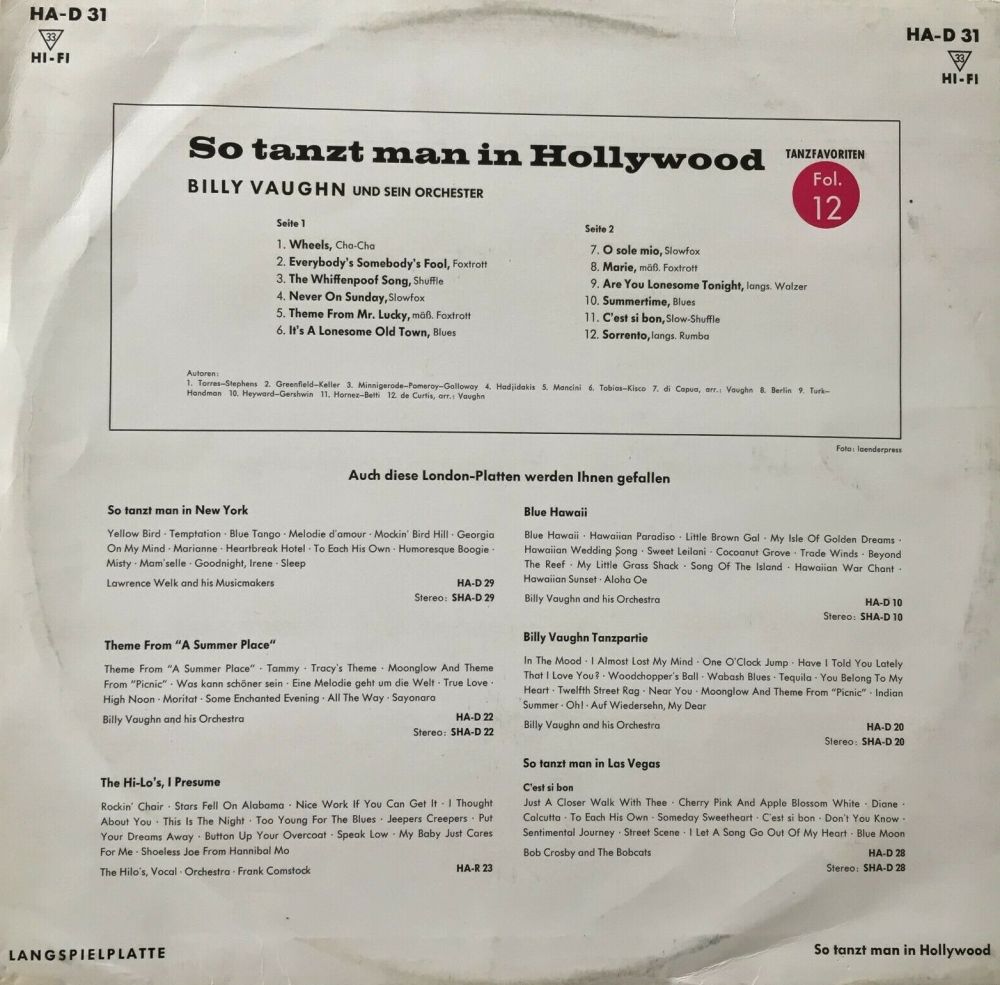 HA-D 31
33
HI-FI
HA-D 31
33
HI-FI
So tanzt man in Hollywood
TANZFAVORITEN
Fol.
12
BILLY VAUGHN UND SEIN ORCHESTER
Seite 1
1. Wheels, Cha-Cha
2. Everybody's Somebody's Fool, Foxtrott
3. The Whiffenpoof Song, Shuffle
4. Never On Sunday, Slowfox
5. Theme From Mr. Lucky, mäß. Foxtrott
6. It's A Lonesome Old Town, Blues
Seite 2
7. O sole mio, Slowfox
8. Marie, mäß. Foxtrott
9. Are You Lonesome Tonight, langs. Walzer
10. Summertime, Blues
11. C'est si bon, Slow-Shuffle
12. Sorrento, langs. Rumba
Autoren:
1. Torres–Stephens 2. Greenfield–Keller 3. Minnigerode–Pomeroy–Galloway 4. Hadjidakis 5. Mancini 6. Tobias–Kisco 7. di Capua, arr.: Vaughn 8. Berlin 9. Turk–
Handman 10. Heyward–Gershwin 11. Hornez–Betti 12. de Curtis, arr.: Vaughn
Foto: laenderpress
Auch diese London-Platten werden Ihnen gefallen
So tanzt man in New York
Yellow Bird · Temptation · Blue Tango · Melodie d'amour · Mockin' Bird Hill · Georgia
On My Mind · Marianne · Heartbreak Hotel · To Each His Own · Humoresque Boogie ·
Misty · Mam'selle · Goodnight, Irene · Sleep
Lawrence Welk and his Musicmakers HA-D 29
Stereo: SHA-D 29
Theme From "A Summer Place"
Theme From "A Summer Place" · Tammy · Tracy's Theme · Moonglow And Theme
From "Picnic" · Was kann schöner sein · Eine Melodie geht um die Welt · True Love ·
High Noon · Moritat · Some Enchanted Evening · All The Way · Sayonara
Billy Vaughn and his Orchestra HA-D 22
Stereo: SHA-D 22
The Hi-Lo's, I Presume
Rockin' Chair · Stars Fell On Alabama · Nice Work If You Can Get It · I Thought
About You · This Is The Night · Too Young For The Blues · Jeepers Creepers · Put
Your Dreams Away · Button Up Your Overcoat · Speak Low · My Baby Just Cares
For Me · Shoeless Joe From Hannibal Mo
The Hilo's, Vocal · Orchestra · Frank Comstock HA-R 23
Blue Hawaii
Blue Hawaii · Hawaiian Paradiso · Little Brown Gal · My Isle Of Golden Dreams ·
Hawaiian Wedding Song · Sweet Leilani · Cocoanut Grove · Trade Winds · Beyond
The Reef · My Little Grass Shack · Song Of The Island · Hawaiian War Chant ·
Hawaiian Sunset · Aloha Oe
Billy Vaughn and his Orchestra HA-D 10
Stereo: SHA-D 10
Billy Vaughn Tanzpartie
In The Mood · I Almost Lost My Mind · One O'Clock Jump · Have I Told You Lately
That I Love You? · Woodchopper's Ball · Wabash Blues · Tequila · You Belong To My
Heart · Twelfth Street Rag · Near You · Moonglow And Theme From "Picnic" · Indian
Summer · Oh! · Auf Wiedersehn, My Dear
Billy Vaughn and his Orchestra HA-D 20
Stereo: SHA-D 20
So tanzt man in Las Vegas
C'est si bon
Just A Closer Walk With Thee · Cherry Pink And Apple Blossom White · Diane ·
Calcutta · To Each His Own · Someday Sweetheart · C'est si bon · Don't You Know ·
Sentimental Journey · Street Scene · I Let A Song Go Out Of My Heart · Blue Moon
Bob Crosby and The Bobcats HA-D 28
Stereo: SHA-D 28
LANGSPIELPLATTE
So tanzt man in Hollywood